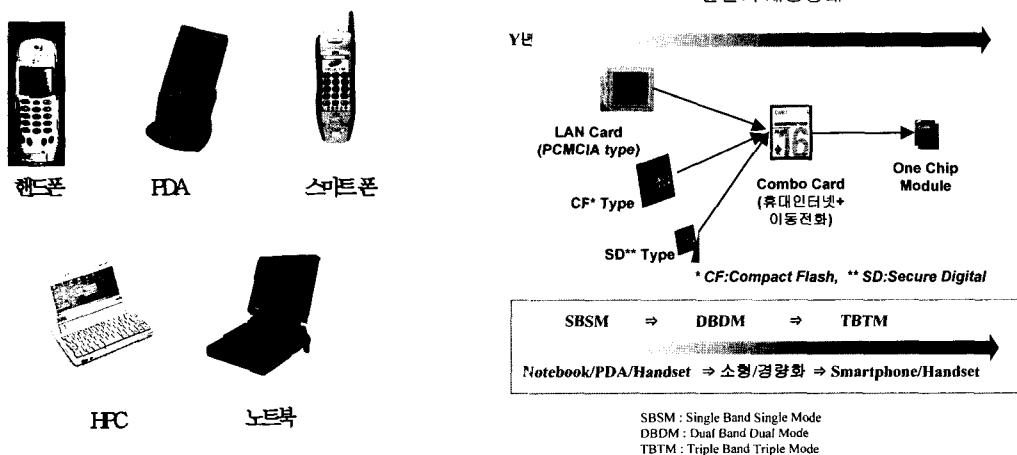 핸드폰
PDA
스마트 폰
HPC
노트북
Y년
LAN Card
(PCMCIA type)
CF* Type
SD** Type
Combo Card
(휴대인터넷+
이동전화)
One Chip
Module
* CF:Compact Flash, ** SD:Secure Digital
SBSM ⇒ DBDM ⇒ TBTM
Notebook/PDA/Handset ⇒ 소형/경량화 ⇒ Smartphone/Handset
SBSM : Single Band Single Mode
DBDM : Dual Band Dual Mode
TBTM : Triple Band Triple Mode